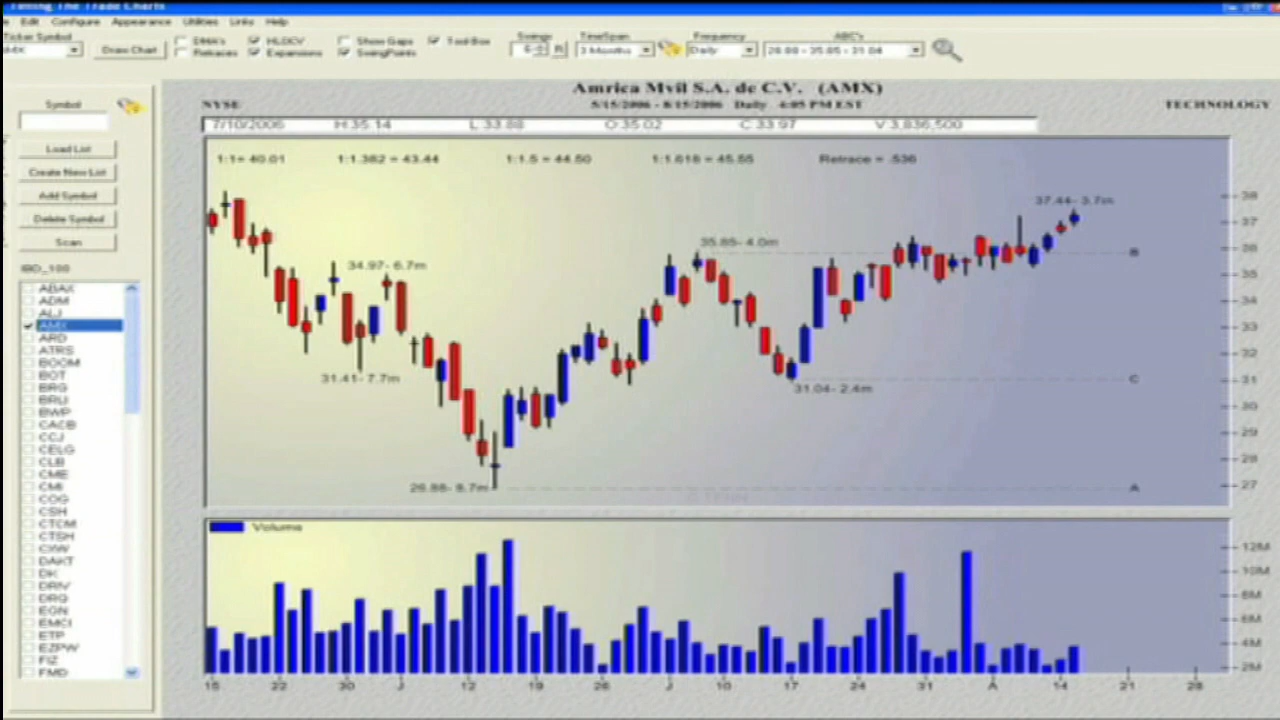 Timing The Trade Charts
Edit Configure Appearance Utilities Links Help
Ticker Symbol
AMX
Draw Chart
DMA's HLOCV Show Gaps Tool Box
Retraces Expansions SwingPoints
Swings
6
R
TimeSpan
3 Months
Frequency
Daily
ABC's
26.88 - 35.85 - 31.04
Symbol
Load List
Create New List
Add Symbol
Delete Symbol
Scan
IBD_100
ABAX
ADM
ALJ
AMX
ARD
ATRS
BOOM
BOT
BRG
BRLI
BWP
CACB
CCJ
CELG
CLB
CME
CMI
COG
CSH
CTCM
CTSH
CXW
DAKT
DK
DRIV
DRQ
EGN
EMCI
ETP
EZPW
FIZ
FMD
Amrica Mvil S.A. de C.V. (AMX)
NYSE
5/15/2006 - 8/15/2006 Daily 4:05 PM EST
TECHNOLOGY
7/10/2006 H:35.14 L:33.88 O:35.02 C:33.97 V:3,836,500
1:1= 40.01 1:1.382 = 43.44 1:1.5 = 44.50 1:1.618 = 45.55 Retrace = .536
37.44- 3.7m
35.85- 4.0m
34.97- 6.7m
31.41- 7.7m
31.04- 2.4m
26.88- 8.7m
B
C
A
38
37
36
35
34
33
32
31
30
29
28
27
Volume
12M
10M
8M
6M
4M
2M
15 22 30 J 12 19 26 J 10 17 24 31 A 14 21 28